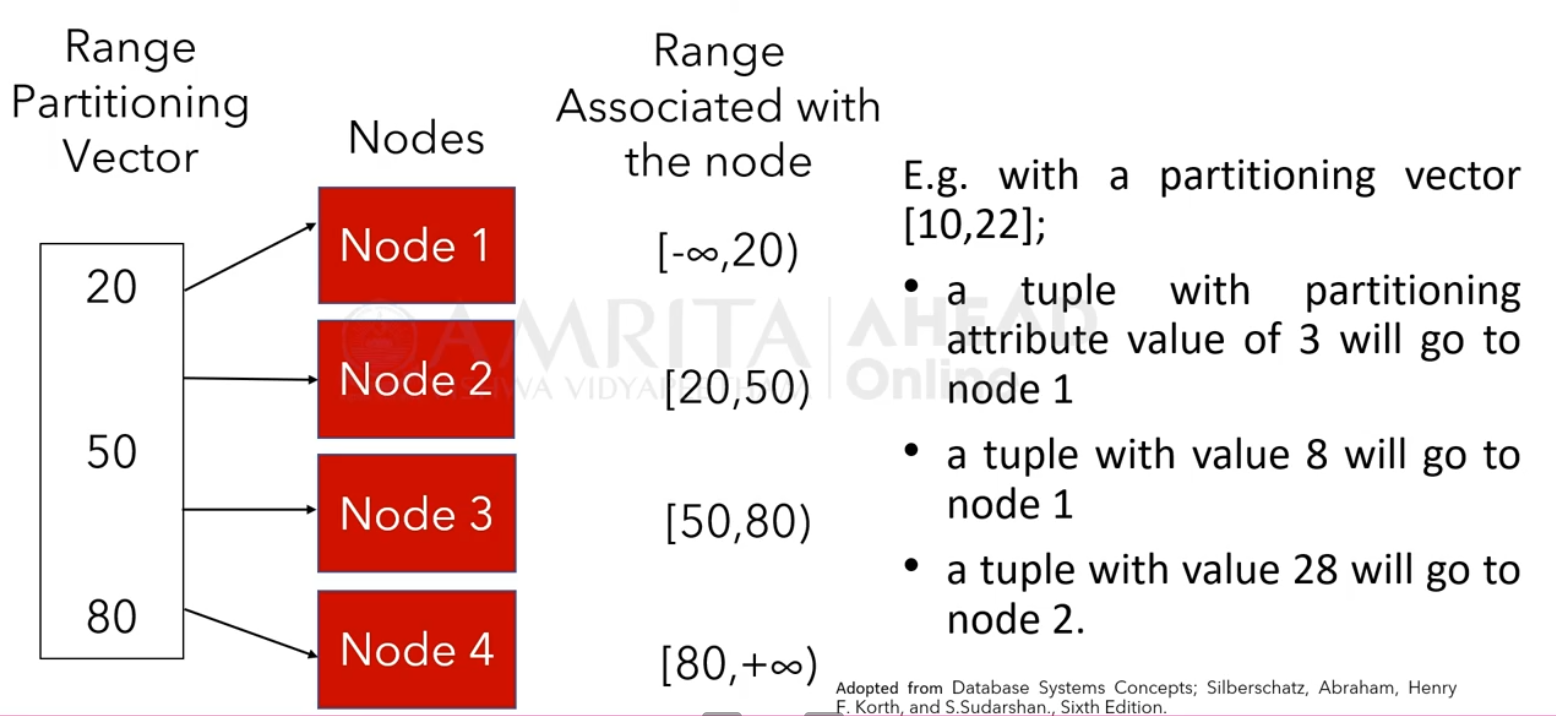 Range
Partitioning
Vector
20
50
80
Nodes
Node 1
Node 2
Node 3
Node 4
Range
Associated with
the node
[-∞,20)
[20,50)
[50,80)
[80,+∞)
E.g. with a partitioning vector
[10,22];
• a tuple with partitioning
attribute value of 3 will go to
node 1
• a tuple with value 8 will go to
node 1
• a tuple with value 28 will go to
node 2.
Adopted from Database Systems Concepts; Silberschatz, Abraham, Henry
F. Korth, and S.Sudarshan., Sixth Edition.
AMRITA
AHEAD
Online